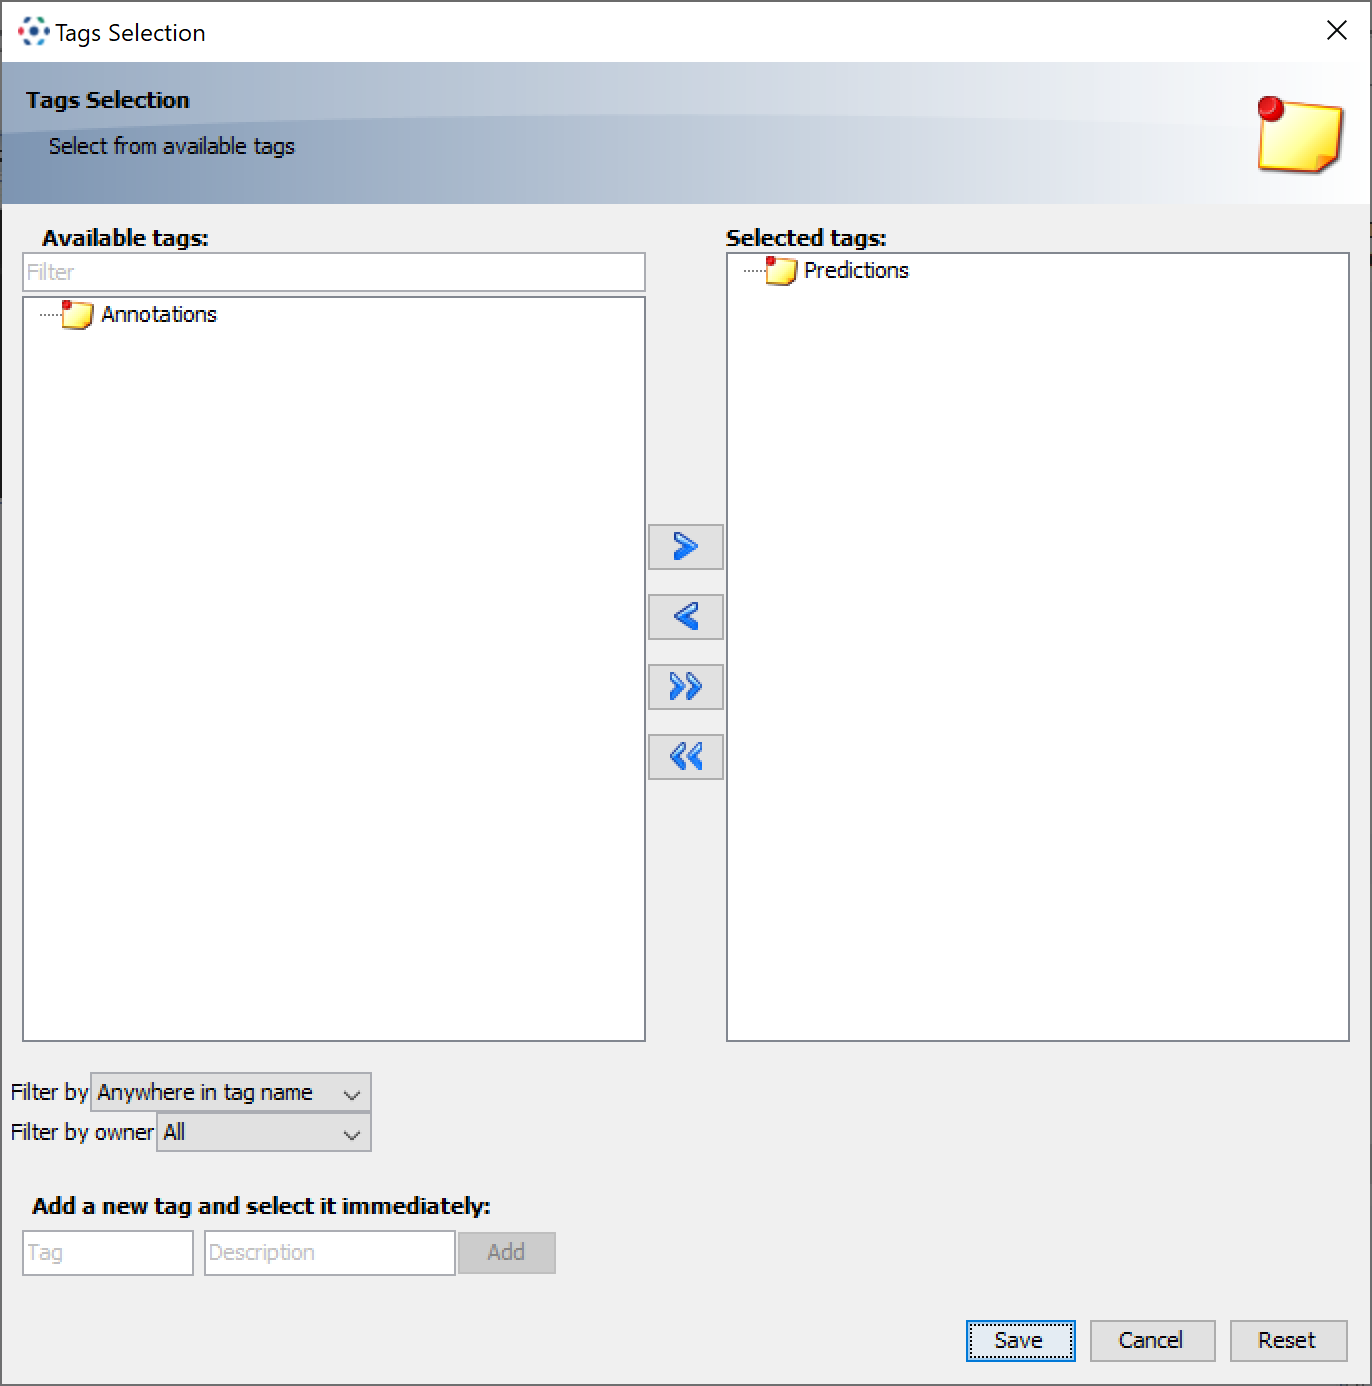 Tags Selection
Tags Selection
Select from available tags
Available tags:
Filter
Annotations
Selected tags:
Predictions
Filter by Anywhere in tag name
Filter by owner All
Add a new tag and select it immediately:
Tag Description Add
Save Cancel Reset